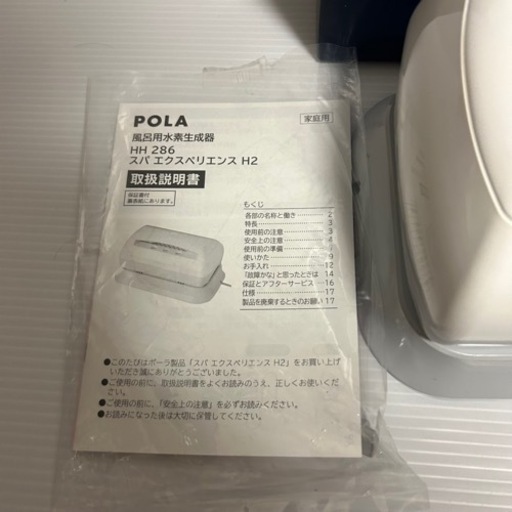 POLA
家庭用
風呂用水素生成器
HH 286
スパ エクスペリエンス H2
取扱説明書
保証書付
裏表紙にあります。
もくじ
各部の名称と働き 2
特長 3
使用前の注意 3
安全上の注意 4
使用前の準備 7
使いかた 9
お手入れ 12
「故障かな」と思ったときは 14
保証とアフターサービス 16
仕様 17
製品を廃棄するときのお願い 17
●このたびはポーラ製品「スパ エクスペリエンス H2」をお買い上げ
いただき誠にありがとうございました。
●ご使用の前に、取扱説明書をよくお読みのうえ、正しくお使いくだ
さい。
●ご使用の前に、「安全上の注意」を必ずお読みください。
●お読みになった後は大切に保管してください。